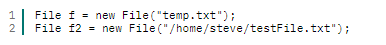 1 File f = new File("temp.txt");
2 File f2 = new File("/home/steve/testFile.txt");